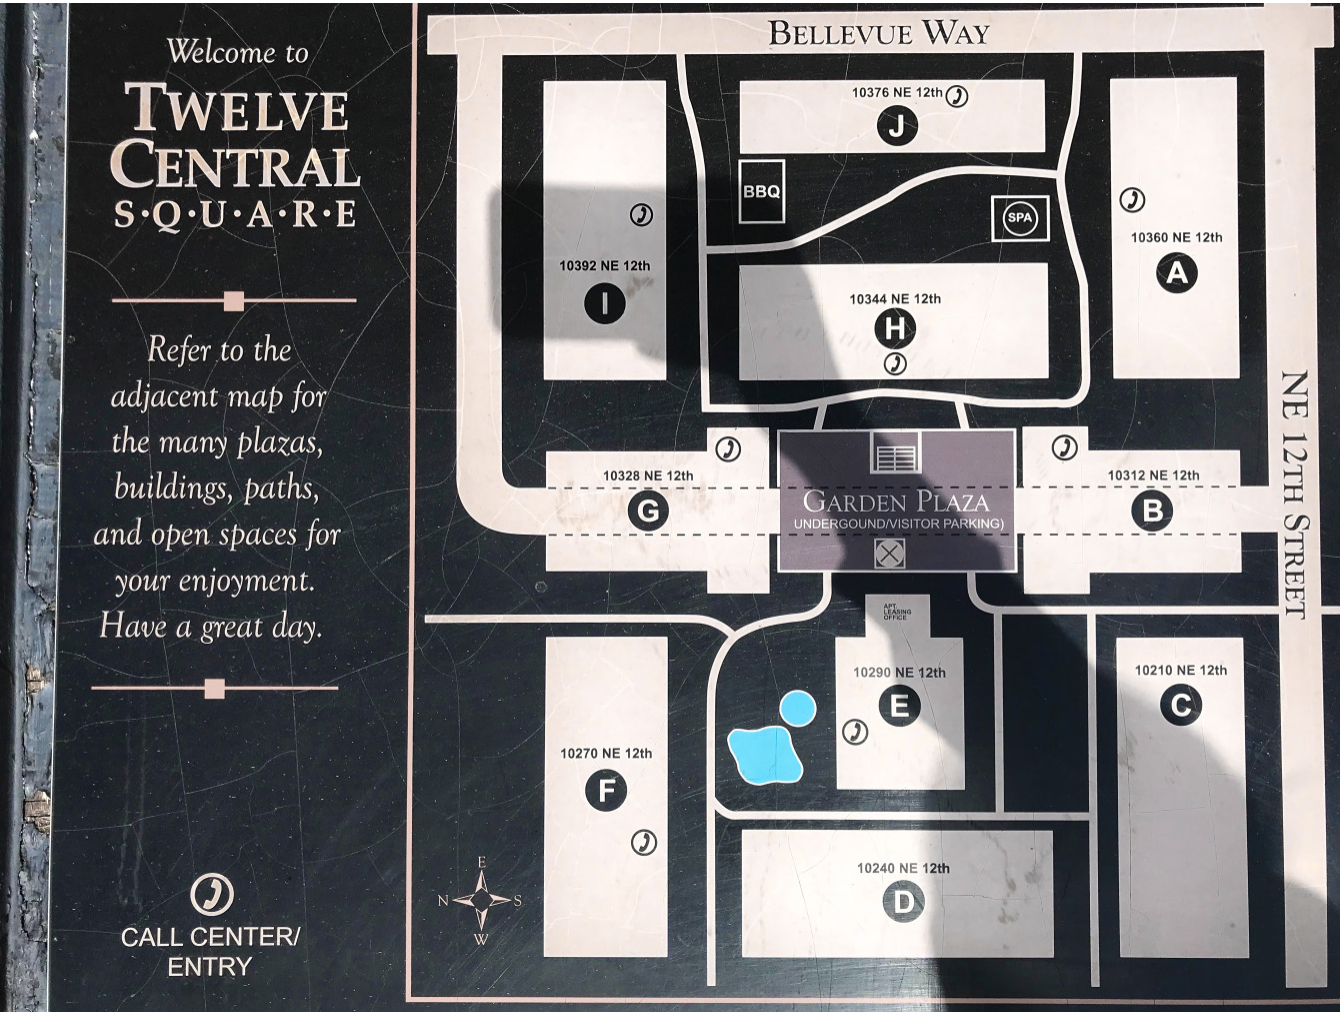 Welcome to
TWELVE
CENTRAL
S·Q·U·A·R·E
Refer to the
adjacent map for
the many plazas,
buildings, paths,
and open spaces for
your enjoyment.
Have a great day.
CALL CENTER/
ENTRY
BELLEVUE WAY
10376 NE 12th
J
BBQ
SPA
10392 NE 12th
I
10360 NE 12th
A
10344 NE 12th
H
10328 NE 12th
G
GARDEN PLAZA
UNDERGOUND/VISITOR PARKING)
10312 NE 12th
B
NE 12TH STREET
APT.
LEASING
OFFICE
10290 NE 12th
E
10210 NE 12th
C
10270 NE 12th
F
10240 NE 12th
D
E
N S
W